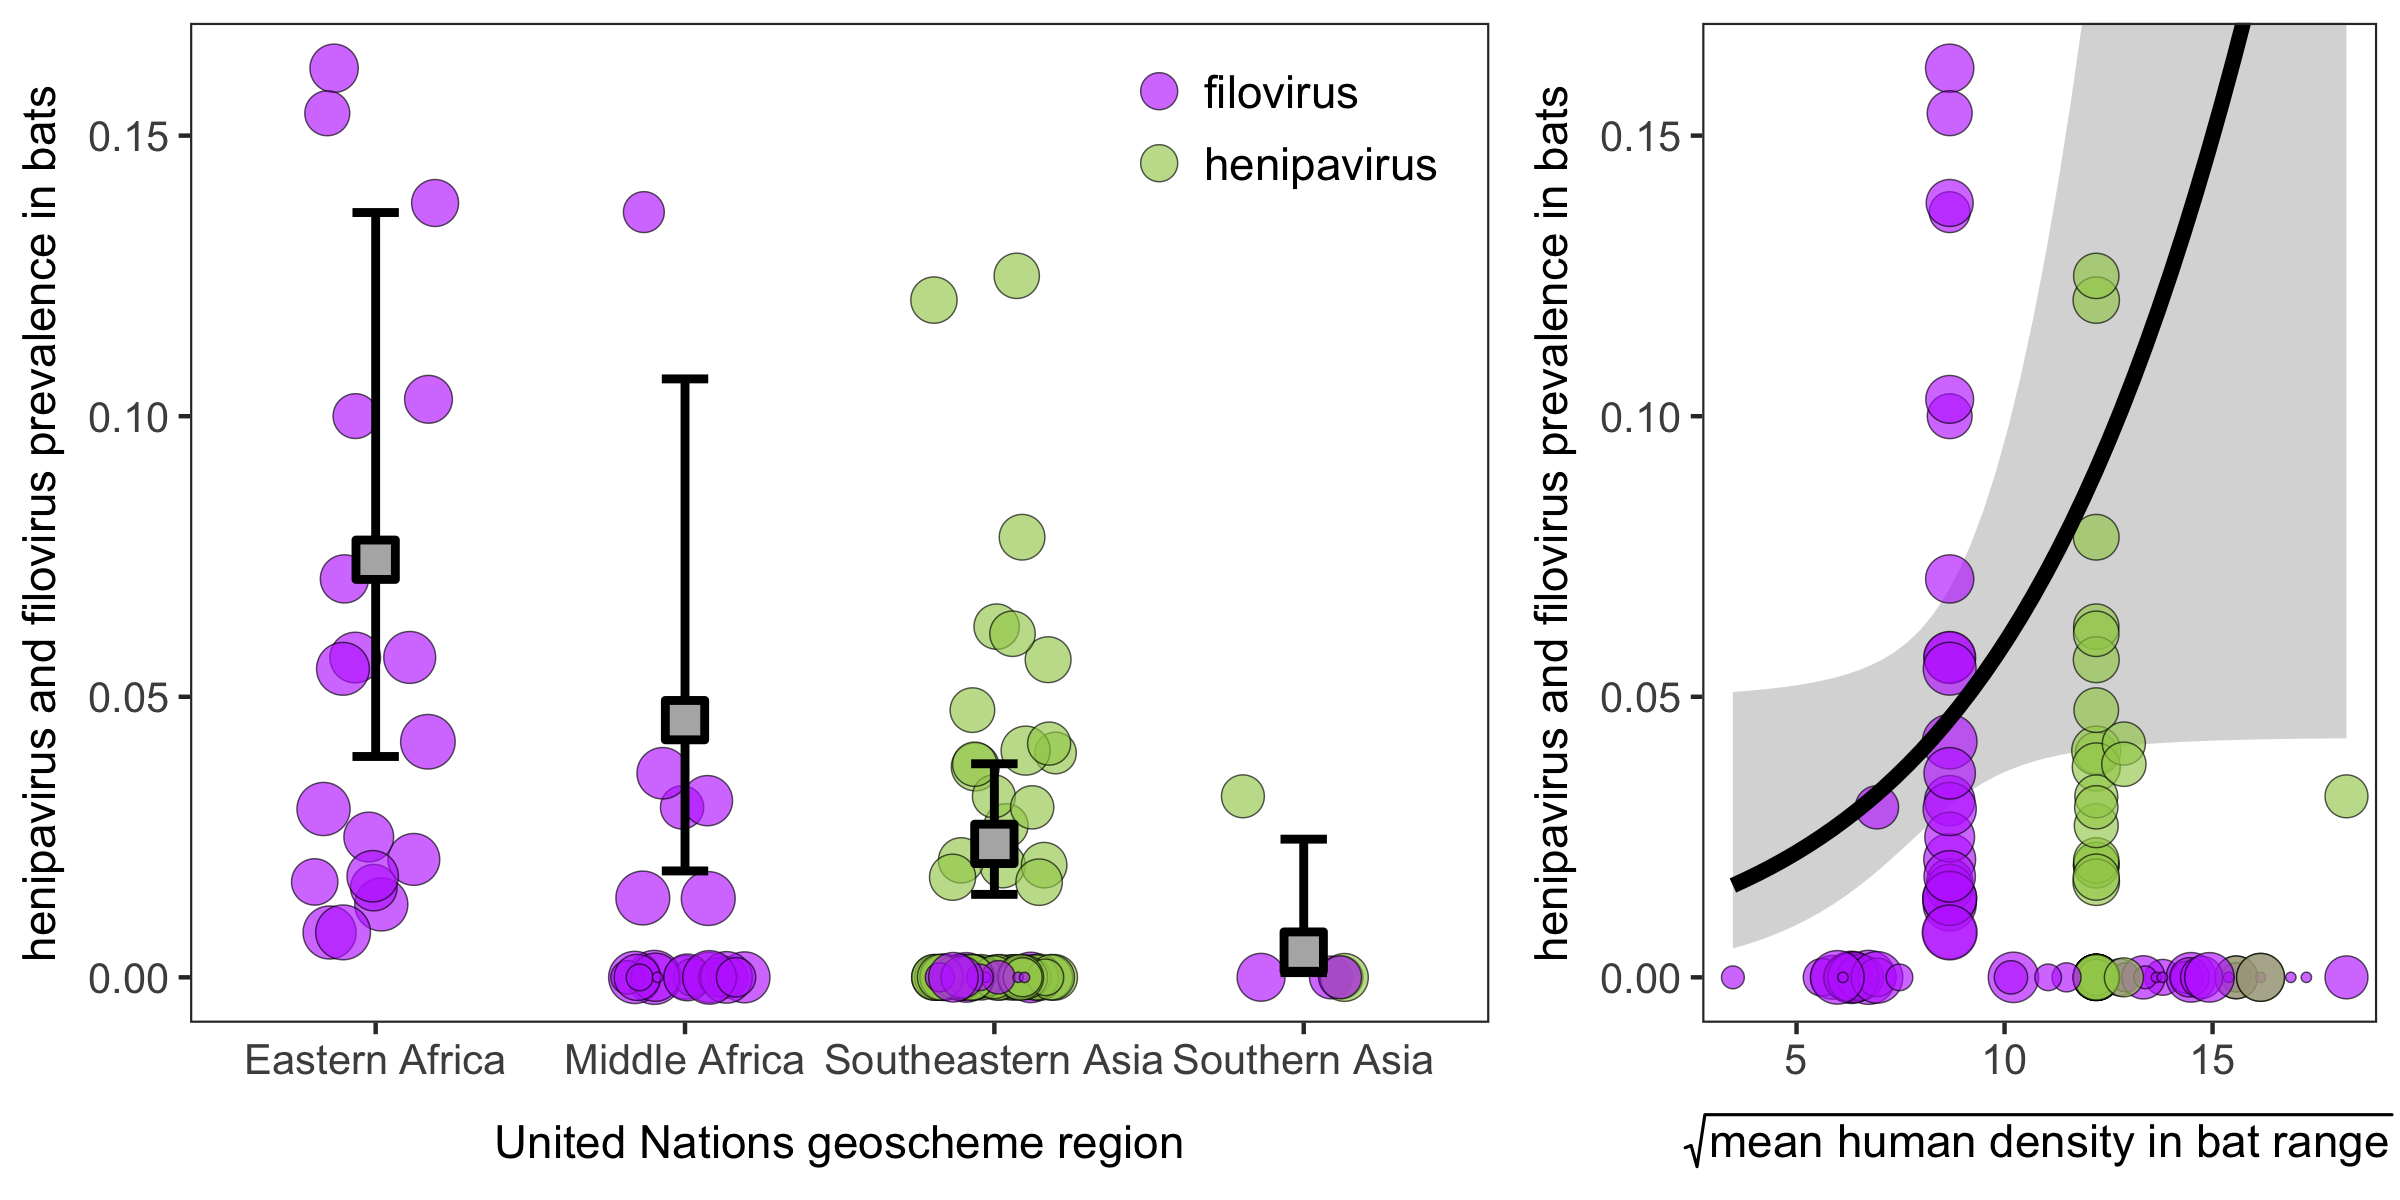 henipavirus and filovirus prevalence in bats
0.15
0.10
0.05
0.00
filovirus
henipavirus
Eastern Africa
Middle Africa
Southeastern Asia
Southern Asia
United Nations geoscheme region
henipavirus and filovirus prevalence in bats
0.15
0.10
0.05
0.00
5
10
15
√mean human density in bat range